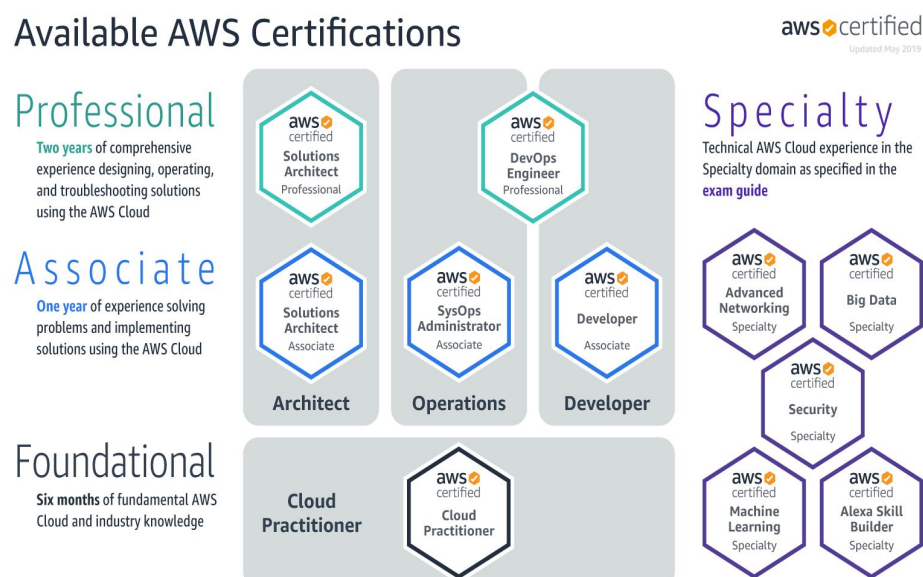 Available AWS Certifications
aws certified
Updated May 2019
Professional
Two years of comprehensive
experience designing, operating,
and troubleshooting solutions
using the AWS Cloud
aws
certified
Solutions
Architect
Professional
aws
certified
DevOps
Engineer
Professional
Associate
One year of experience solving
problems and implementing
solutions using the AWS Cloud
aws
certified
Solutions
Architect
Associate
aws
certified
SysOps
Administrator
Associate
aws
certified
Developer
Associate
Architect
Operations
Developer
Foundational
Six months of fundamental AWS
Cloud and industry knowledge
Cloud
Practitioner
aws
certified
Cloud
Practitioner
Specialty
Technical AWS Cloud experience in the
Specialty domain as specified in the
exam guide
aws
certified
Advanced
Networking
Specialty
aws
certified
Big Data
Specialty
aws
certified
Security
Specialty
aws
certified
Machine
Learning
Specialty
aws
certified
Alexa Skill
Builder
Specialty